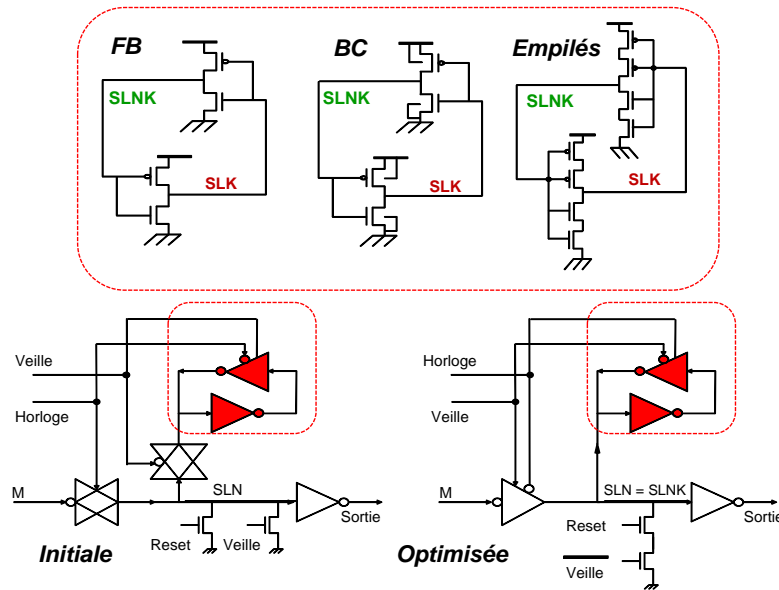 FB
BC
Empilés
SLNK
SLNK
SLNK
SLK
SLK
SLK
Veille
Horloge
M
SLN
Sortie
Reset
Veille
Initiale
Horloge
Veille
M
SLN = SLNK
Sortie
Reset
Veille
Optimisée